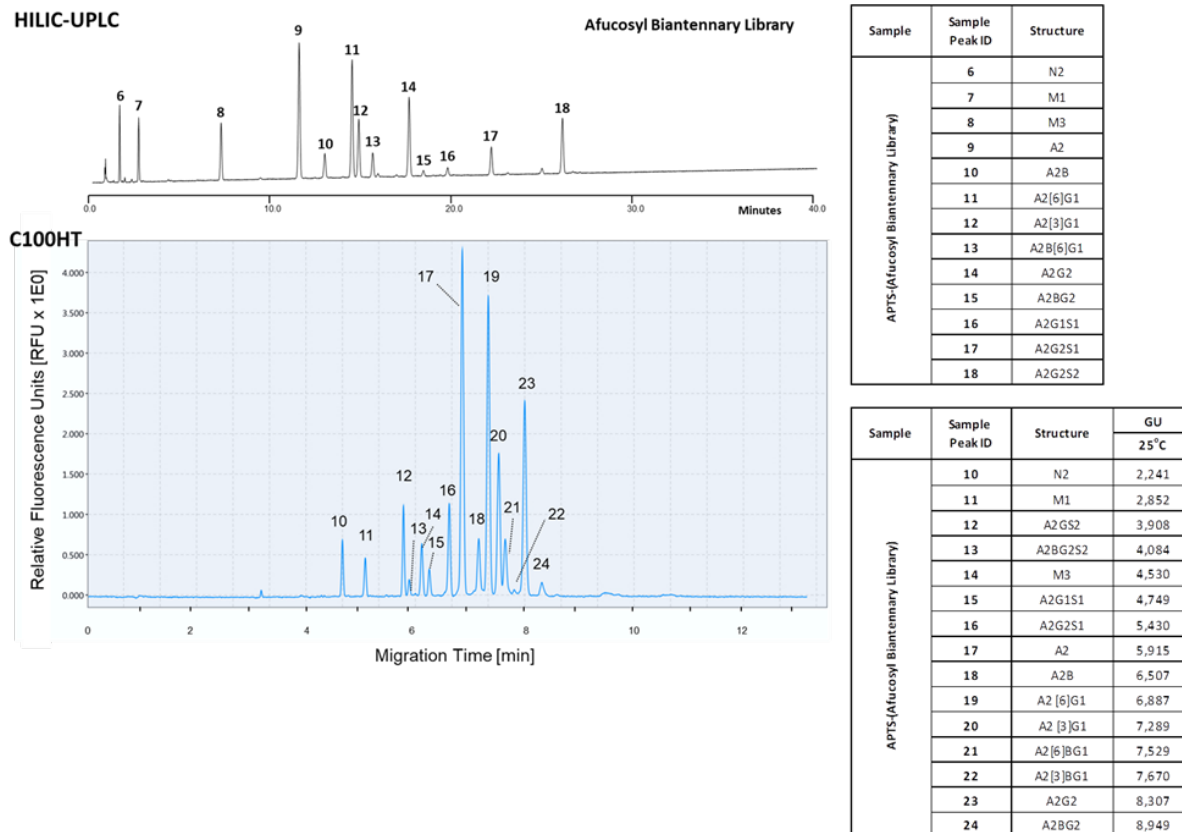 HILIC-UPLC
Afucosyl Biantennary Library
6
7
8
9
10
11
12
13
14
15
16
17
18
0.0
10.0
20.0
30.0
40.0
Minutes
C100HT
Relative Fluorescence Units [RFU x 1E0]
4.000
3.500
3.000
2.500
2.000
1.500
1.000
0.500
0.000
10
11
12
13
14
15
16
17
18
19
20
21
22
23
24
0
2
4
6
8
10
12
Migration Time [min]
Sample Sample Peak ID Structure
APTS-(Afucosyl Biantennary Library)
6 N2
7 M1
8 M3
9 A2
10 A2B
11 A2[6]G1
12 A2[3]G1
13 A2B[6]G1
14 A2G2
15 A2BG2
16 A2G1S1
17 A2G2S1
18 A2G2S2
Sample Sample Peak ID Structure GU
25°C
APTS-(Afucosyl Biantennary Library)
10 N2 2,241
11 M1 2,852
12 A2GS2 3,908
13 A2BG2S2 4,084
14 M3 4,530
15 A2G1S1 4,749
16 A2G2S1 5,430
17 A2 5,915
18 A2B 6,507
19 A2 [6]G1 6,887
20 A2 [3]G1 7,289
21 A2[6]BG1 7,529
22 A2[3]BG1 7,670
23 A2G2 8,307
24 A2BG2 8,949